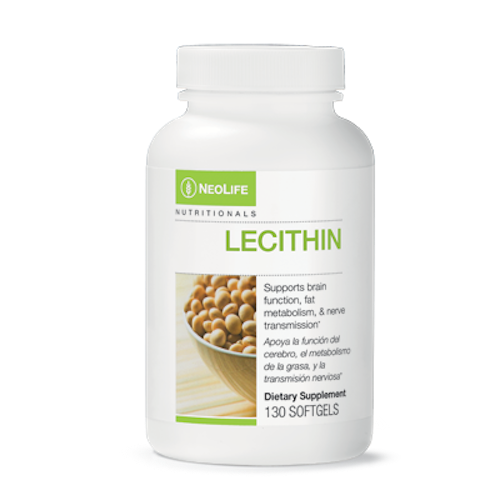 NEOLIFE
NUTRITIONALS
LECITHIN
Supports brain
function, fat
metabolism, & nerve
transmission†
Apoya la función del
cerebro, el metabolismo
de la grasa, y la
transmisión nerviosa†
Dietary Supplement
130 SOFTGELS